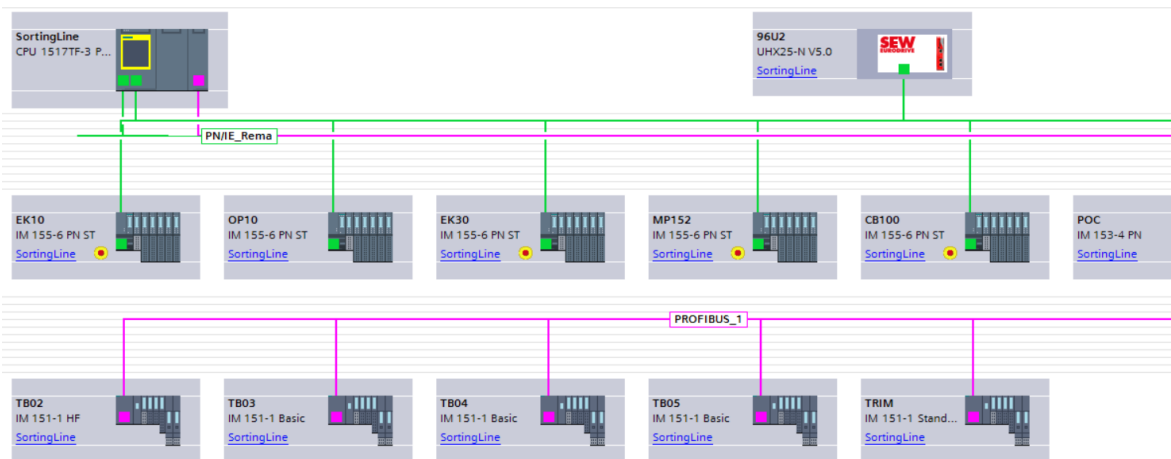 SortingLine
CPU 1517TF-3 P...
96U2
UHX25-N V5.0
SortingLine
SEW
EURODRIVE
PN/IE_Rema
EK10
IM 155-6 PN ST
SortingLine
OP10
IM 155-6 PN ST
SortingLine
EK30
IM 155-6 PN ST
SortingLine
MP152
IM 155-6 PN ST
SortingLine
CB100
IM 155-6 PN ST
SortingLine
POC
IM 153-4 PN
SortingLine
PROFIBUS_1
TB02
IM 151-1 HF
SortingLine
TB03
IM 151-1 Basic
SortingLine
TB04
IM 151-1 Basic
SortingLine
TB05
IM 151-1 Basic
SortingLine
TRIM
IM 151-1 Stand...
SortingLine